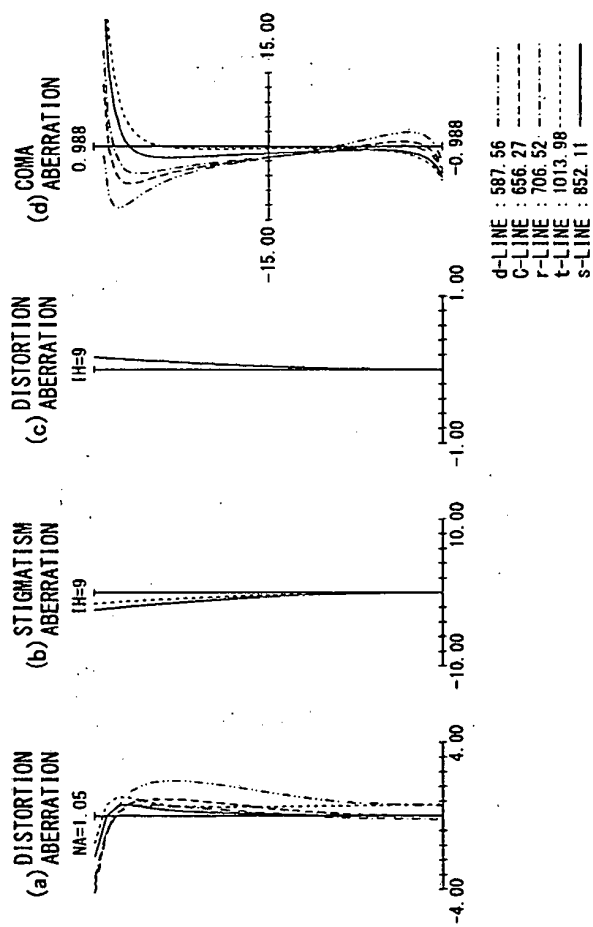 (a) DISTORTION
ABERRATION
NA=1.05
4.00
-4.00
(b) STIGMATISM
ABERRATION
IH=9
10.00
-10.00
(c) DISTORTION
ABERRATION
IH=9
1.00
-1.00
(d) COMA
ABERRATION
0.988
15.00
-15.00
-0.988
d-LINE : 587.56
C-LINE : 656.27
r-LINE : 706.52
t-LINE : 1013.98
s-LINE : 852.11